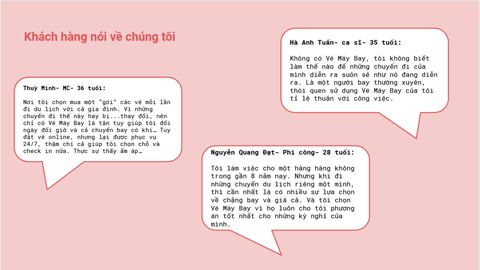 Khách hàng nói về chúng tôi
Thuỳ Minh- MC- 36 tuổi:
Nơi tôi chọn mua một "gói" các vé mỗi lần
đi du lịch với cả gia đình. Vì những
chuyến đi thế này hay bị...thay đổi, nên
chỉ có Vé Máy Bay là tận tụy giúp tôi đổi
ngày đổi giờ và cả chuyến bay có khi… Tuy
đặt vé online, nhưng lại được phục vụ
24/7, thậm chí cả giúp tôi chọn chỗ và
check in nữa. Thực sự thấy ấm áp…
Hà Anh Tuấn- ca sĩ- 35 tuổi:
Không có Vé Máy Bay, tôi không biết
làm thế nào để những chuyến đi của
mình diễn ra suôn sẻ như nó đang diễn
ra. Là một người bay thường xuyên,
thói quen sử dụng Vé Máy Bay của tôi
tỉ lệ thuận với công việc.
Nguyễn Quang Đạt- Phi công- 28 tuổi:
Tôi làm việc cho một hãng hàng không
trong gần 8 năm nay. Nhưng khi đi
những chuyến du lịch riêng một mình,
thì cần nhất là có nhiều sự lựa chọn
về chặng bay và giá cả. Và tôi chọn
Vé Máy Bay vì họ luôn cho tôi phương
án tốt nhất cho những kỳ nghỉ của
mình.